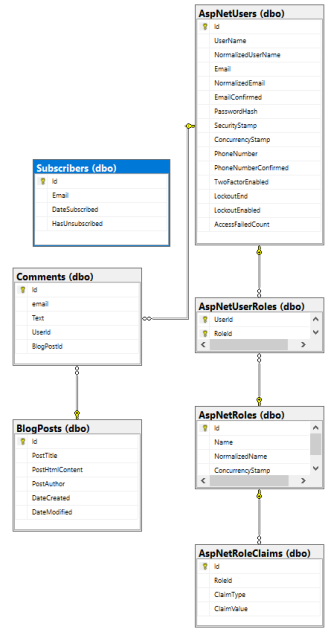 AspNetUsers (dbo)
Id
UserName
NormalizedUserName
Email
NormalizedEmail
EmailConfirmed
PasswordHash
SecurityStamp
ConcurrencyStamp
PhoneNumber
PhoneNumberConfirmed
TwoFactorEnabled
LockoutEnd
LockoutEnabled
AccessFailedCount
Subscribers (dbo)
Id
Email
DateSubscribed
HasUnsubscribed
Comments (dbo)
Id
email
Text
UserId
BlogPostId
AspNetUserRoles (dbo)
UserId
RoleId
BlogPosts (dbo)
Id
PostTitle
PostHtmlContent
PostAuthor
DateCreated
DateModified
AspNetRoles (dbo)
Id
Name
NormalizedName
ConcurrencyStamp
AspNetRoleClaims (dbo)
Id
RoleId
ClaimType
ClaimValue